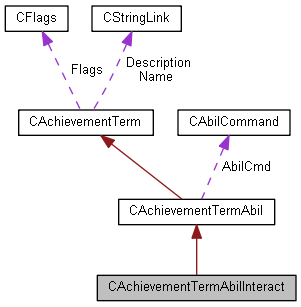 CFlags
CStringLink
Flags
Description
Name
CAchievementTerm
CAbilCommand
AbilCmd
CAchievementTermAbil
CAchievementTermAbilInteract